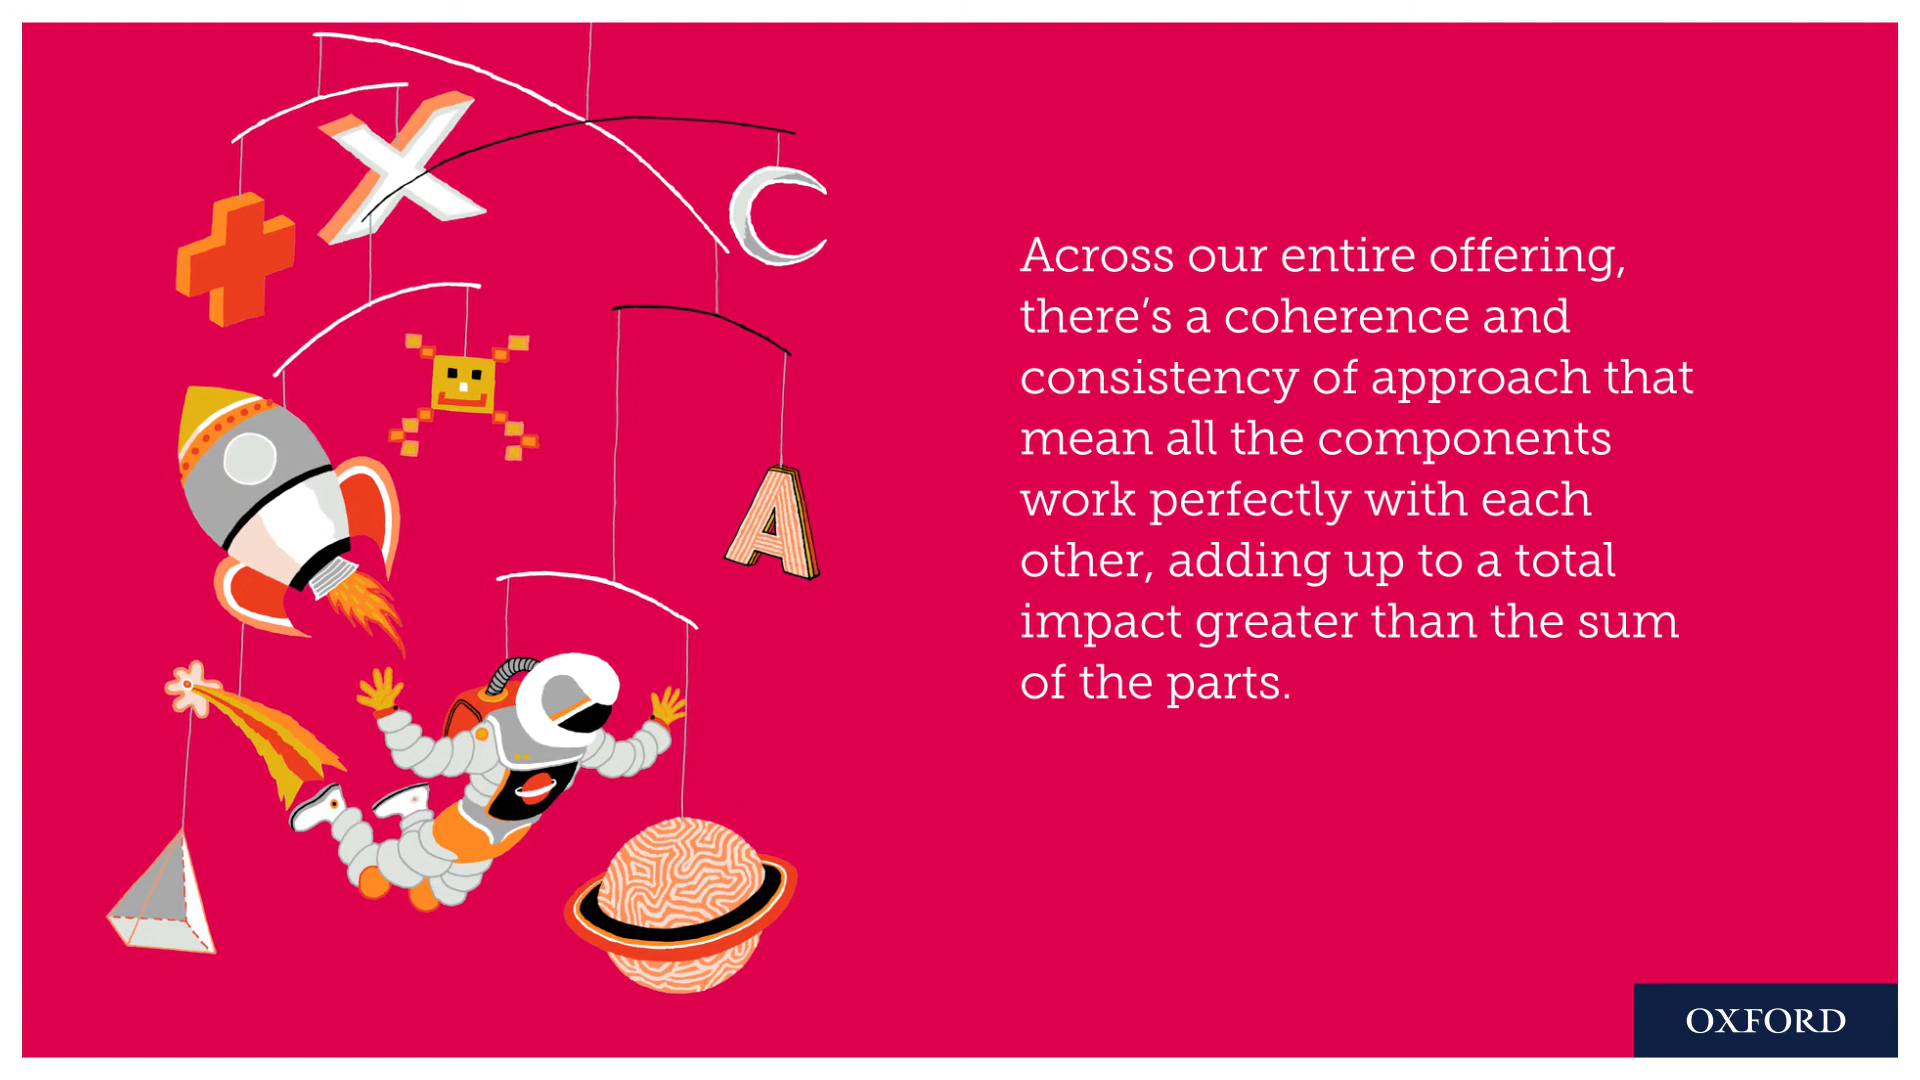 Across our entire offering,
there's a coherence and
consistency of approach that
mean all the components
work perfectly with each
other, adding up to a total
impact greater than the sum
of the parts.
X
C
A
OXFORD